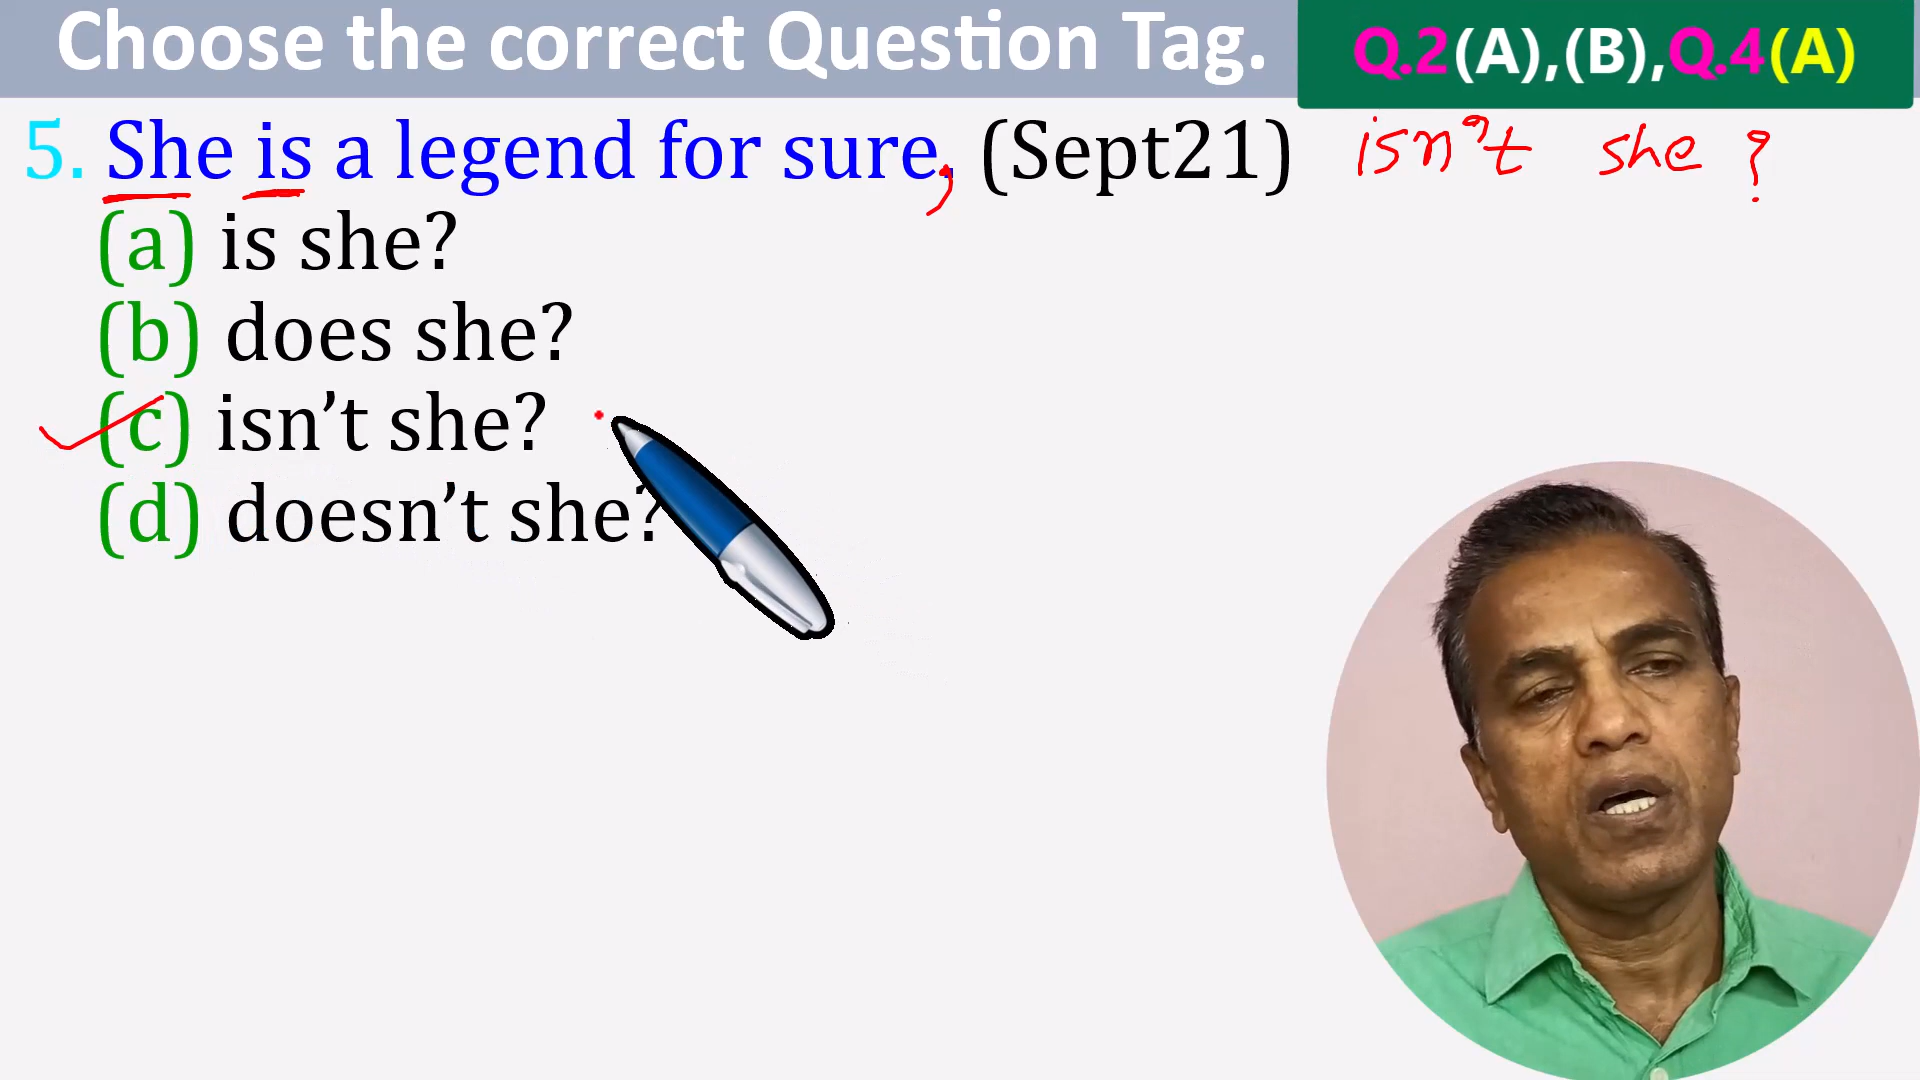 Choose the correct Question Tag.
Q.2(A),(B),Q.4(A)
5. She is a legend for sure, (Sept21) isn't she ?
(a) is she?
(b) does she?
(c) isn’t she?
(d) doesn’t she?